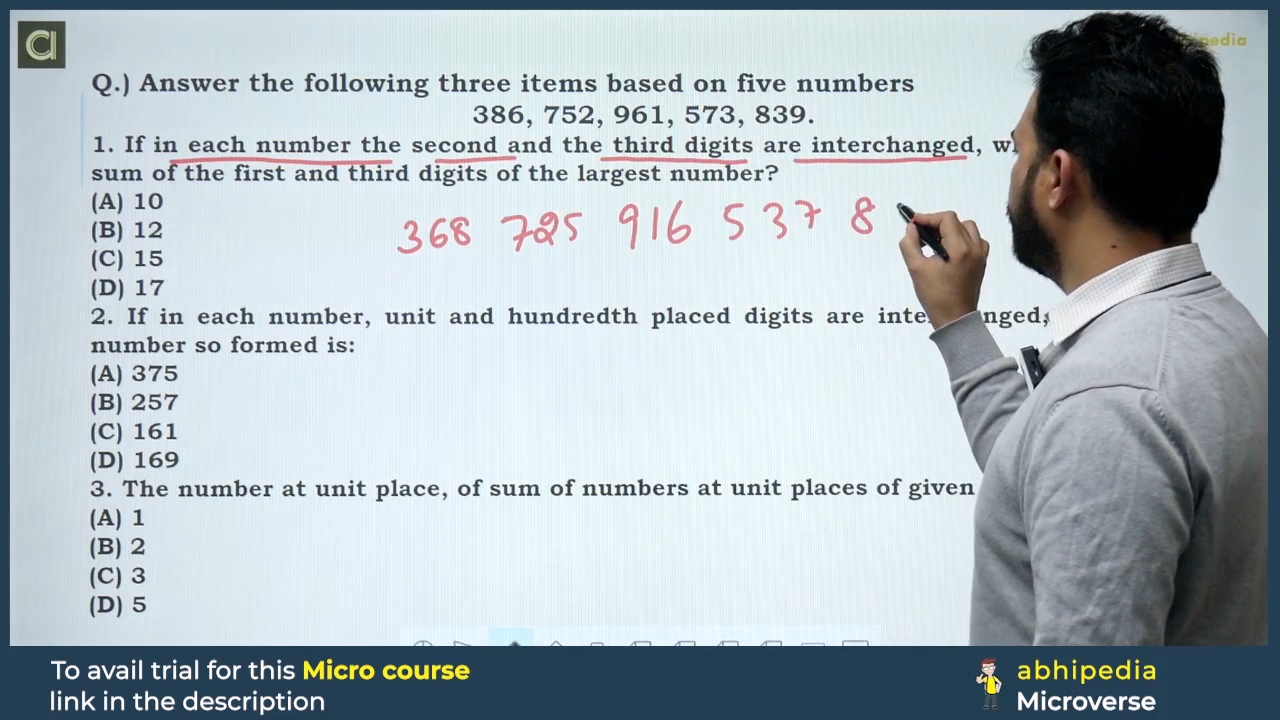 CA
pedia
Q.) Answer the following three items based on five numbers
386, 752, 961, 573, 839.
1. If in each number the second and the third digits are interchanged,
sum of the first and third digits of the largest number?
(A) 10
(B) 12
(C) 15
(D) 17
368 725 916 537 8
2. If in each number, unit and hundredth placed digits are
number so formed is:
(A) 375
(B) 257
(C) 161
(D) 169
3. The number at unit place, of sum of numbers at unit places of given
(A) 1
(B) 2
(C) 3
(D) 5
To avail trial for this Micro course
link in the description
abhipedia
Microverse